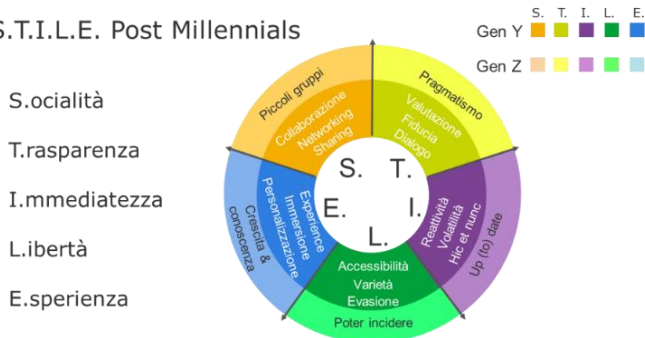 S.T.I.L.E. Post Millennials
S. T. I. L. E.
Gen Y
Gen Z
S.ocialità
T.rasparenza
I.mmediatezza
L.ibertà
E.sperienza
Piccoli gruppi
Collaborazione
Networking
Sharing
Pragmatismo
Valutazione
Fiducia
Dialogo
S. T.
E. I.
L.
Crescita &
conoscenza
Personalizzazione
Immersione
Experience
Reattività
Volatilità
Hic et nunc
Up (to) date
Accessibilità
Varietà
Evasione
Poter incidere